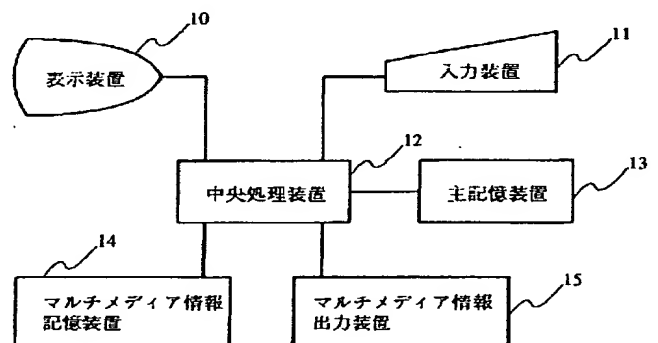 10
表示装置
11
入力装置
12
中央処理装置
13
主記憶装置
14
マルチメディア情報
記憶装置
15
マルチメディア情報
出力装置